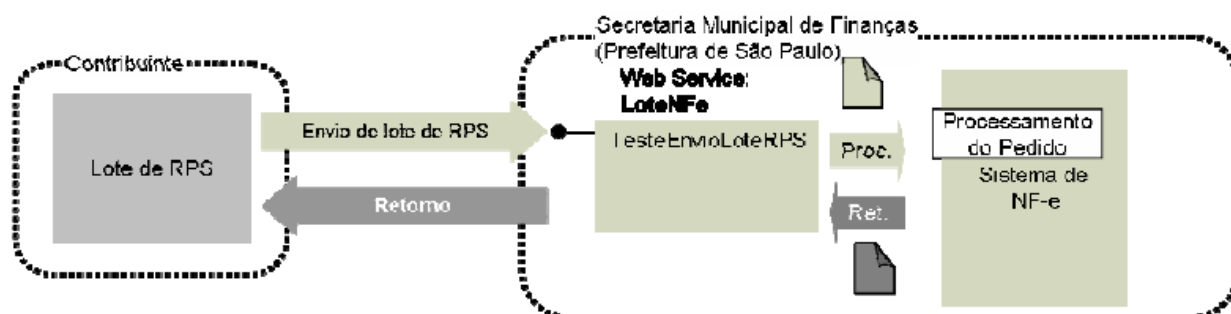 Secretaria Municipal de Finanças
(Prefeitura de São Paulo)
Contribuinte
Web Service:
LoteNFe
Lote de RPS
Envio de lote de RPS
TesteEnvioLoteRPS
Proc.
Processamento
do Pedido
Sistema de
NF-e
Retorno
Ret.